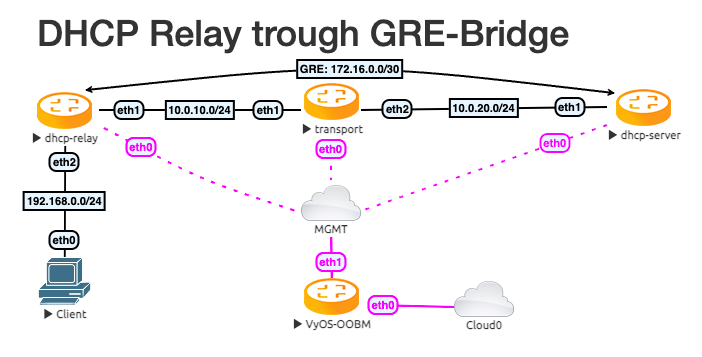 DHCP Relay trough GRE-Bridge
GRE: 172.16.0.0/30
eth1
10.0.10.0/24
eth1
eth2
10.0.20.0/24
eth1
dhcp-relay
transport
dhcp-server
eth0
eth0
eth0
eth2
192.168.0.0/24
MGMT
eth0
eth1
eth0
Client
VyOS-OOBM
Cloud0